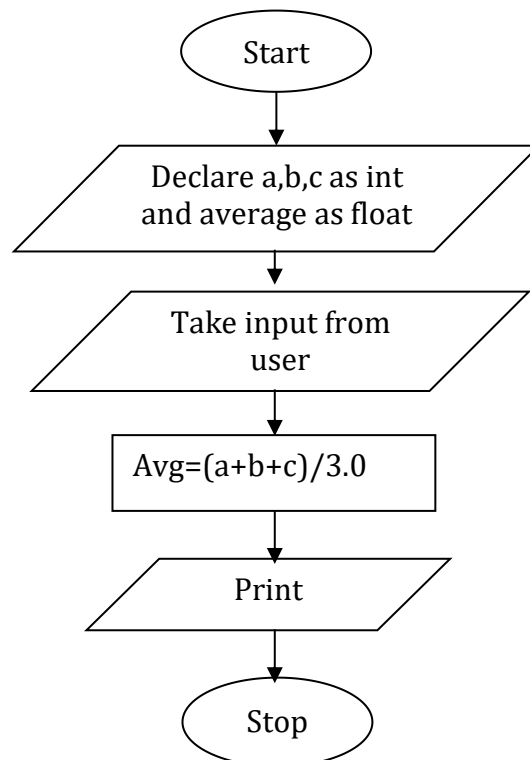 Start
Declare a,b,c as int
and average as float
Take input from
user
Avg=(a+b+c)/3.0
Print
Stop